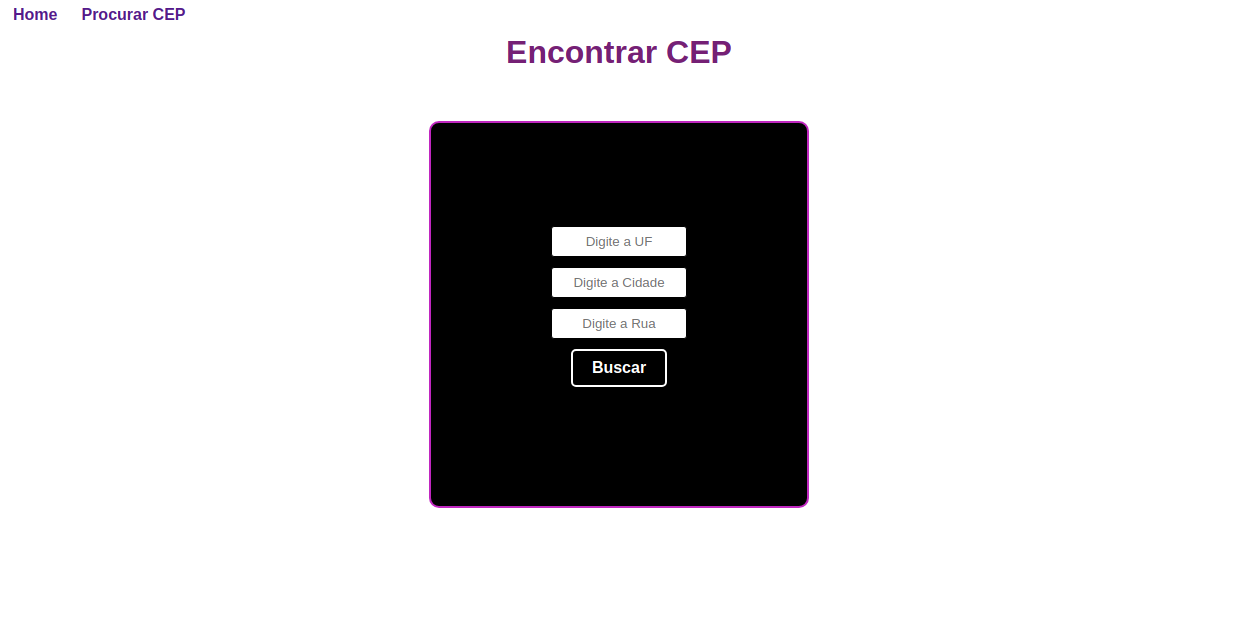 Home Procurar CEP
Encontrar CEP
Digite a UF
Digite a Cidade
Digite a Rua
Buscar